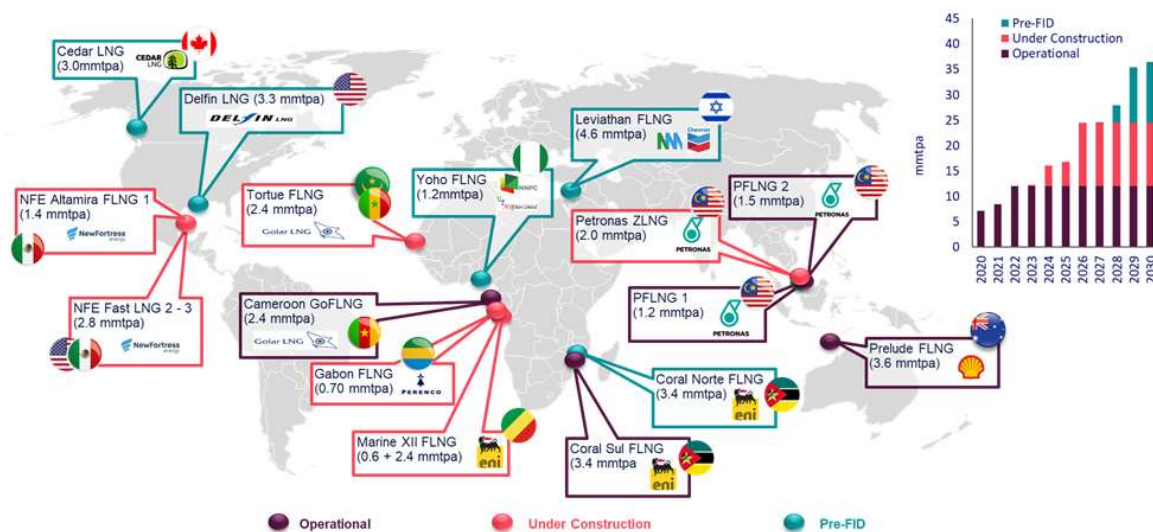 Cedar LNG
(3.0mmtpa)
CEDAR
LNG
Delfin LNG (3.3 mmtpa)
DELFIN LNG
NFE Altamira FLNG 1
(1.4 mmtpa)
NewFortress
energy
NFE Fast LNG 2 - 3
(2.8 mmtpa)
NewFortress
energy
Tortue FLNG
(2.4 mmtpa)
Golar LNG
Cameroon GoFLNG
(2.4 mmtpa)
Golar LNG
Gabon FLNG
(0.70 mmtpa)
PERENCO
Marine XII FLNG
(0.6 + 2.4 mmtpa)
eni
Yoho FLNG
(1.2mmtpa)
NNPC
Leviathan FLNG
(4.6 mmtpa)
Chevron
Petronas ZLNG
(2.0 mmtpa)
PETRONAS
PFLNG 2
(1.5 mmtpa)
PETRONAS
PFLNG 1
(1.2 mmtpa)
PETRONAS
Coral Norte FLNG
(3.4 mmtpa)
eni
Coral Sul FLNG
(3.4 mmtpa)
eni
Prelude FLNG
(3.6 mmtpa)
Operational
Under Construction
Pre-FID
mmtpa
45
40
35
30
25
20
15
10
5
0
Pre-FID
Under Construction
Operational
2020
2021
2022
2023
2024
2025
2026
2027
2028
2029
2030